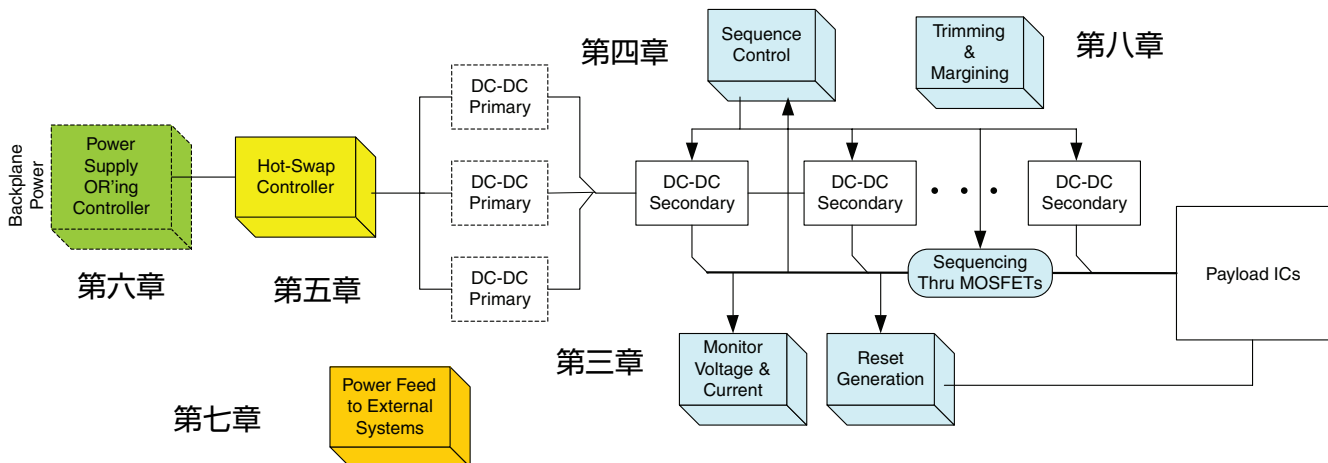 Backplane
Power
Power
Supply
OR'ing
Controller
第六章
Hot-Swap
Controller
第五章
DC-DC
Primary
DC-DC
Primary
DC-DC
Primary
第四章
Sequence
Control
Trimming
&
Margining
第八章
DC-DC
Secondary
DC-DC
Secondary
• • •
DC-DC
Secondary
Sequencing
Thru MOSFETs
Payload ICs
第三章
Monitor
Voltage &
Current
Reset
Generation
第七章
Power Feed
to External
Systems